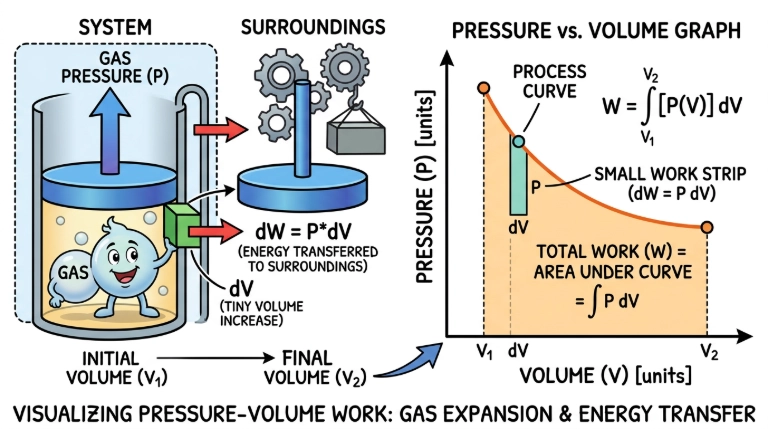 SYSTEM
GAS
PRESSURE (P)
GAS
dV
(TINY VOLUME
INCREASE)
SURROUNDINGS
dW = P*dV
(ENERGY TRANSFERRED
TO SURROUNDINGS)
INITIAL
VOLUME (V₁)
FINAL
VOLUME (V₂)
PRESSURE vs. VOLUME GRAPH
PROCESS
CURVE
W = ∫ V₁ V₂ [P(V)] dV
SMALL WORK STRIP
(dW = P dV)
P
dV
TOTAL WORK (W) =
AREA UNDER CURVE
= ∫ P dV
PRESSURE (P) [units]
V₁
dV
V₂
VOLUME (V) [units]
VISUALIZING PRESSURE-VOLUME WORK: GAS EXPANSION & ENERGY TRANSFER